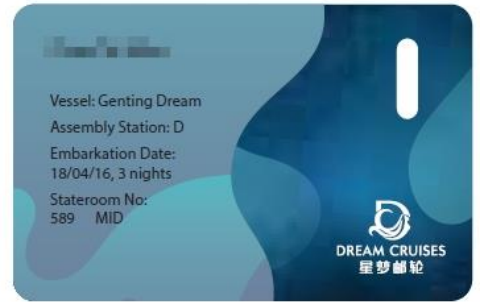 Vessel: Genting Dream
Assembly Station: D
Embarkation Date:
18/04/16, 3 nights
Stateroom No:
589 MID
DREAM CRUISES
星梦邮轮